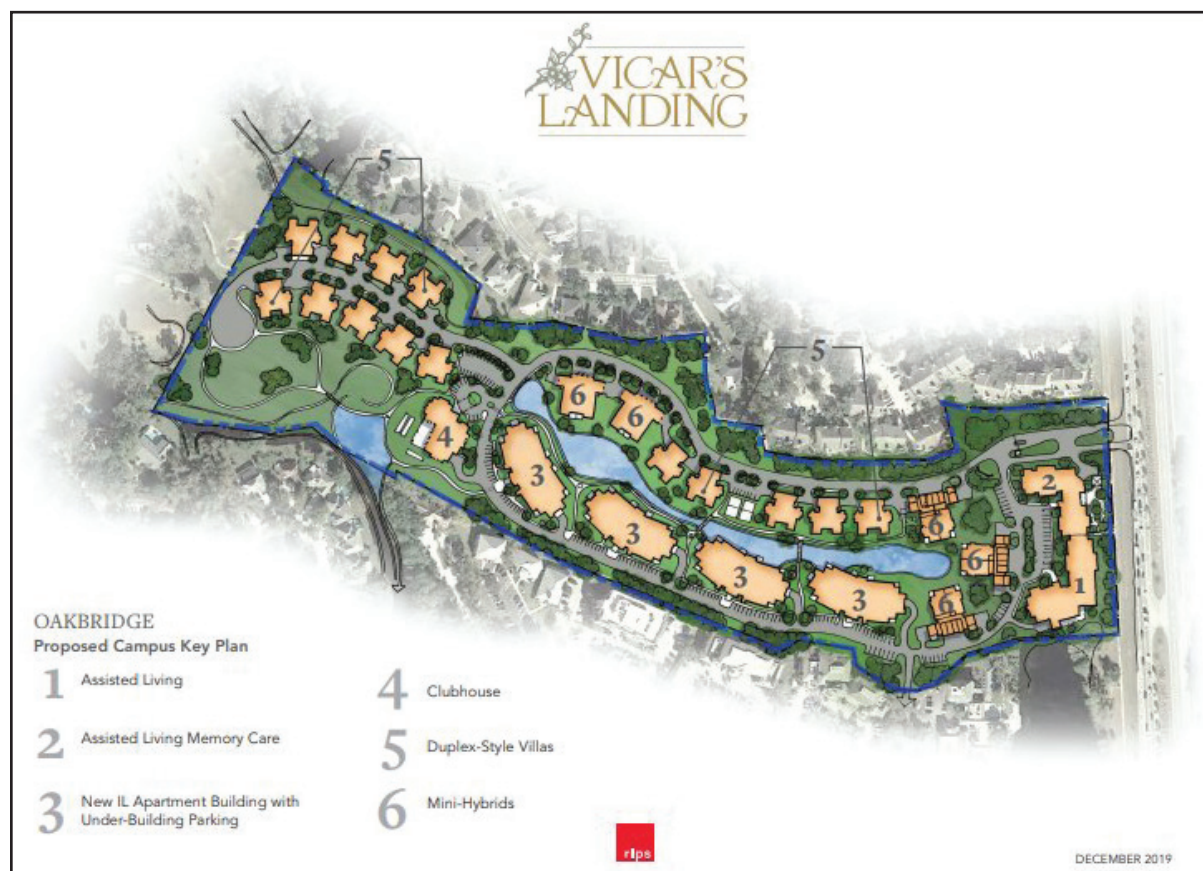 VICAR'S
LANDING
5
5
6
6
4
3
3
3
3
2
6
6
6
1
OAKBRIDGE
Proposed Campus Key Plan
1 Assisted Living
2 Assisted Living Memory Care
3 New IL Apartment Building with
Under-Building Parking
4 Clubhouse
5 Duplex-Style Villas
6 Mini-Hybrids
rlps
DECEMBER 2019